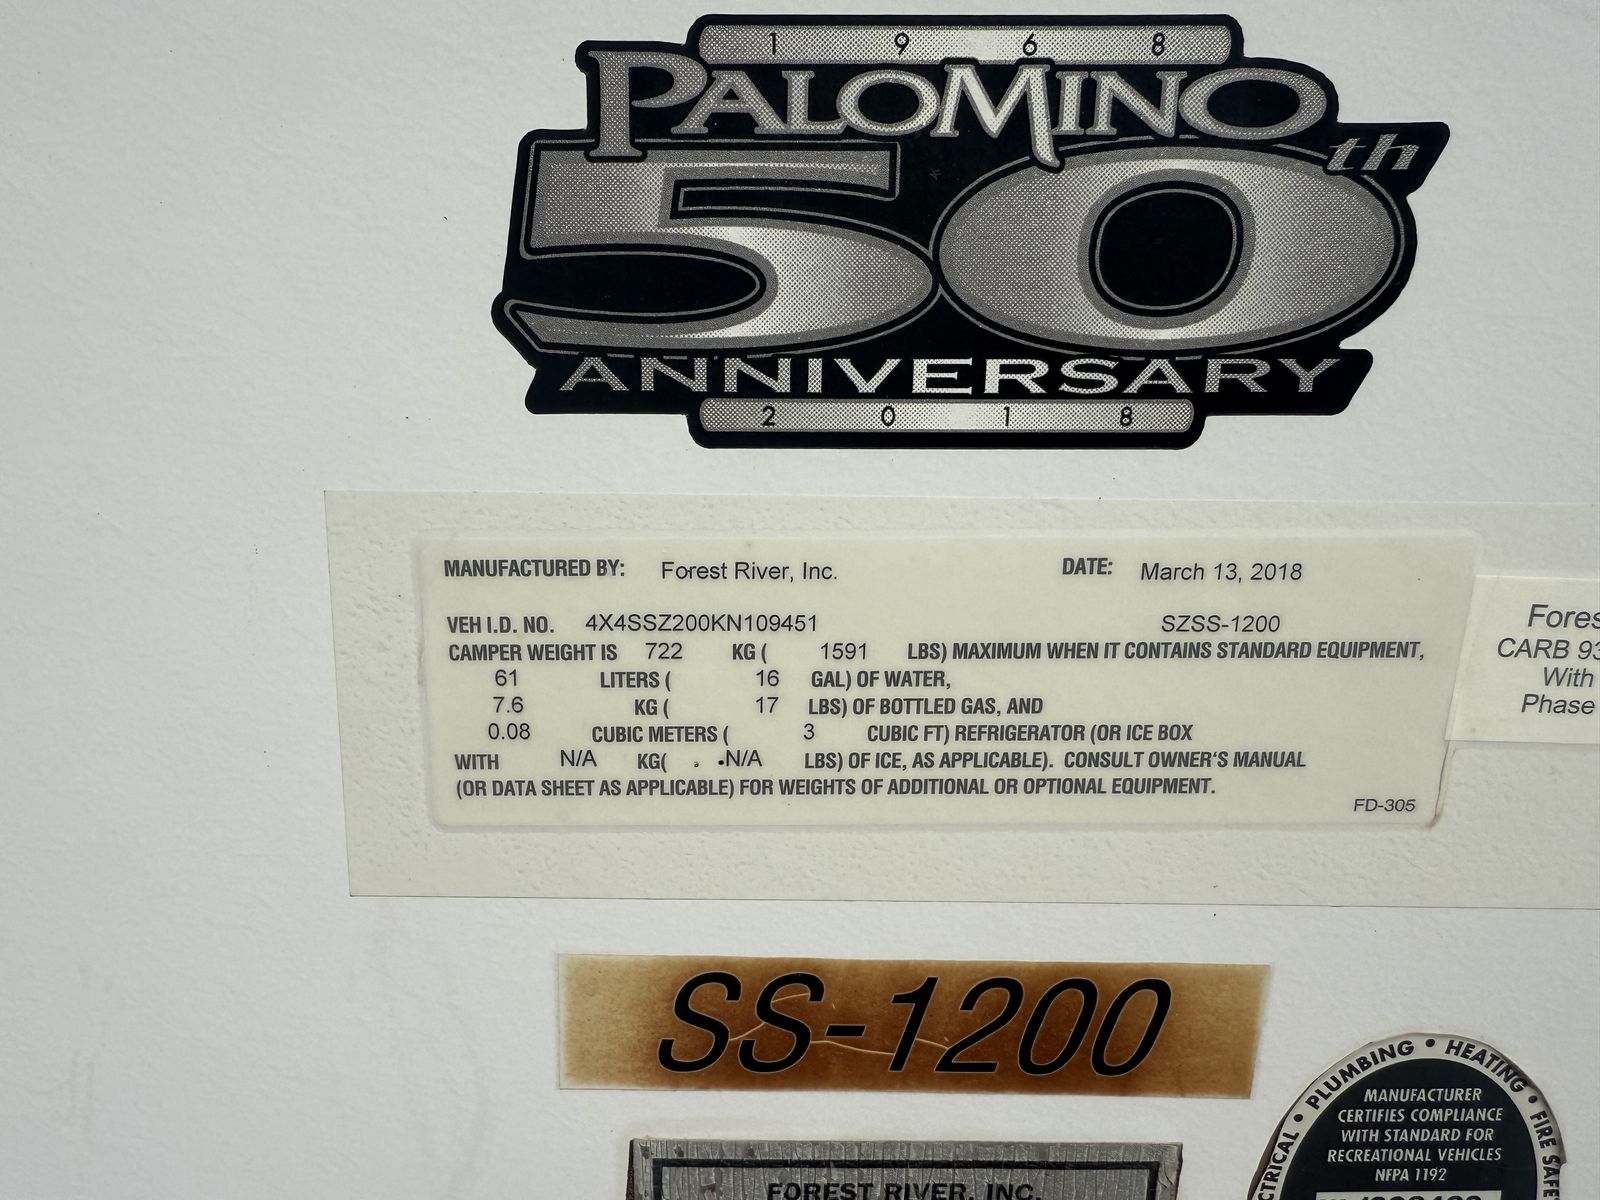 1968
PALOMINO
50th
ANNIVERSARY
2018
MANUFACTURED BY: Forest River, Inc. DATE: March 13, 2018
VEH I.D. NO. 4X4SSZ200KN109451 SZSS-1200
CAMPER WEIGHT IS 722 KG ( 1591 LBS) MAXIMUM WHEN IT CONTAINS STANDARD EQUIPMENT,
61 LITERS ( 16 GAL) OF WATER,
7.6 KG ( 17 LBS) OF BOTTLED GAS, AND
0.08 CUBIC METERS ( 3 CUBIC FT) REFRIGERATOR (OR ICE BOX
WITH N/A KG( N/A LBS) OF ICE, AS APPLICABLE). CONSULT OWNER'S MANUAL
(OR DATA SHEET AS APPLICABLE) FOR WEIGHTS OF ADDITIONAL OR OPTIONAL EQUIPMENT.
FD-305
Fores
CARB 93
With
Phase
SS-1200
FOREST RIVER, INC.
PLUMBING • HEATING •
MANUFACTURER
CERTIFIES COMPLIANCE
WITH STANDARD FOR
RECREATIONAL VEHICLES
NFPA 1192